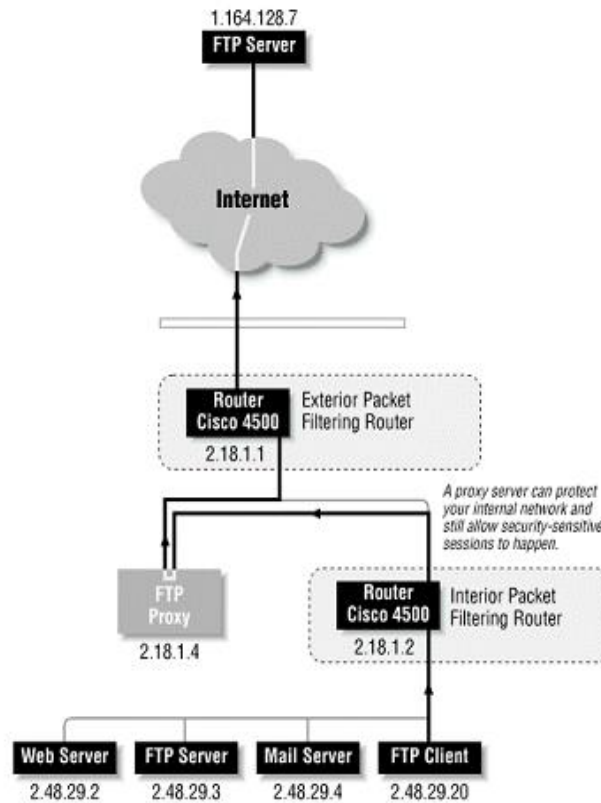 1.164.128.7
FTP Server
Internet
Router
Cisco 4500
Exterior Packet
Filtering Router
2.18.1.1
A proxy server can protect
your internal network and
still allow security-sensitive
sessions to happen.
FTP
Proxy
2.18.1.4
Router
Cisco 4500
Interior Packet
Filtering Router
2.18.1.2
Web Server
FTP Server
Mail Server
FTP Client
2.48.29.2
2.48.29.3
2.48.29.4
2.48.29.20